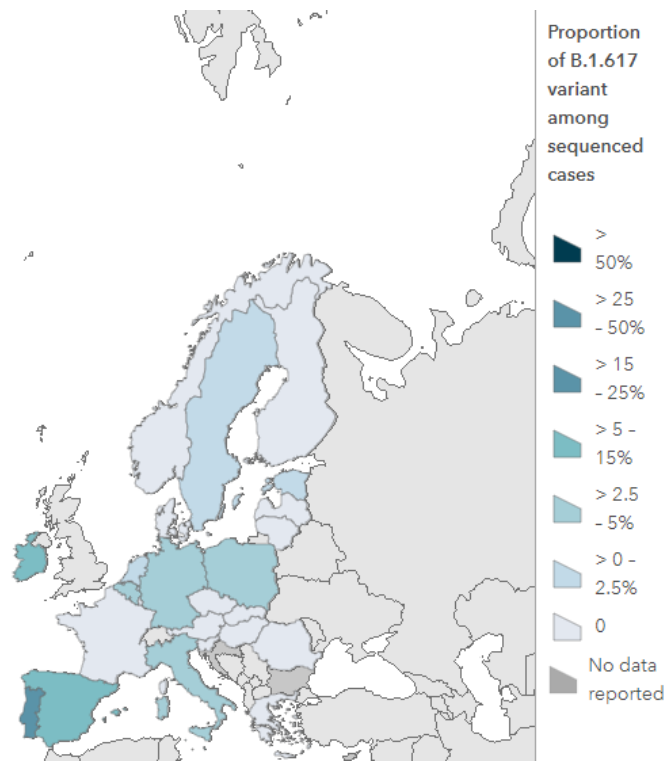 Proportion
of B.1.617
variant
among
sequenced
cases
>
50%
> 25
- 50%
> 15
- 25%
> 5 –
15%
> 2.5
- 5%
> 0 –
2.5%
0
No data
reported